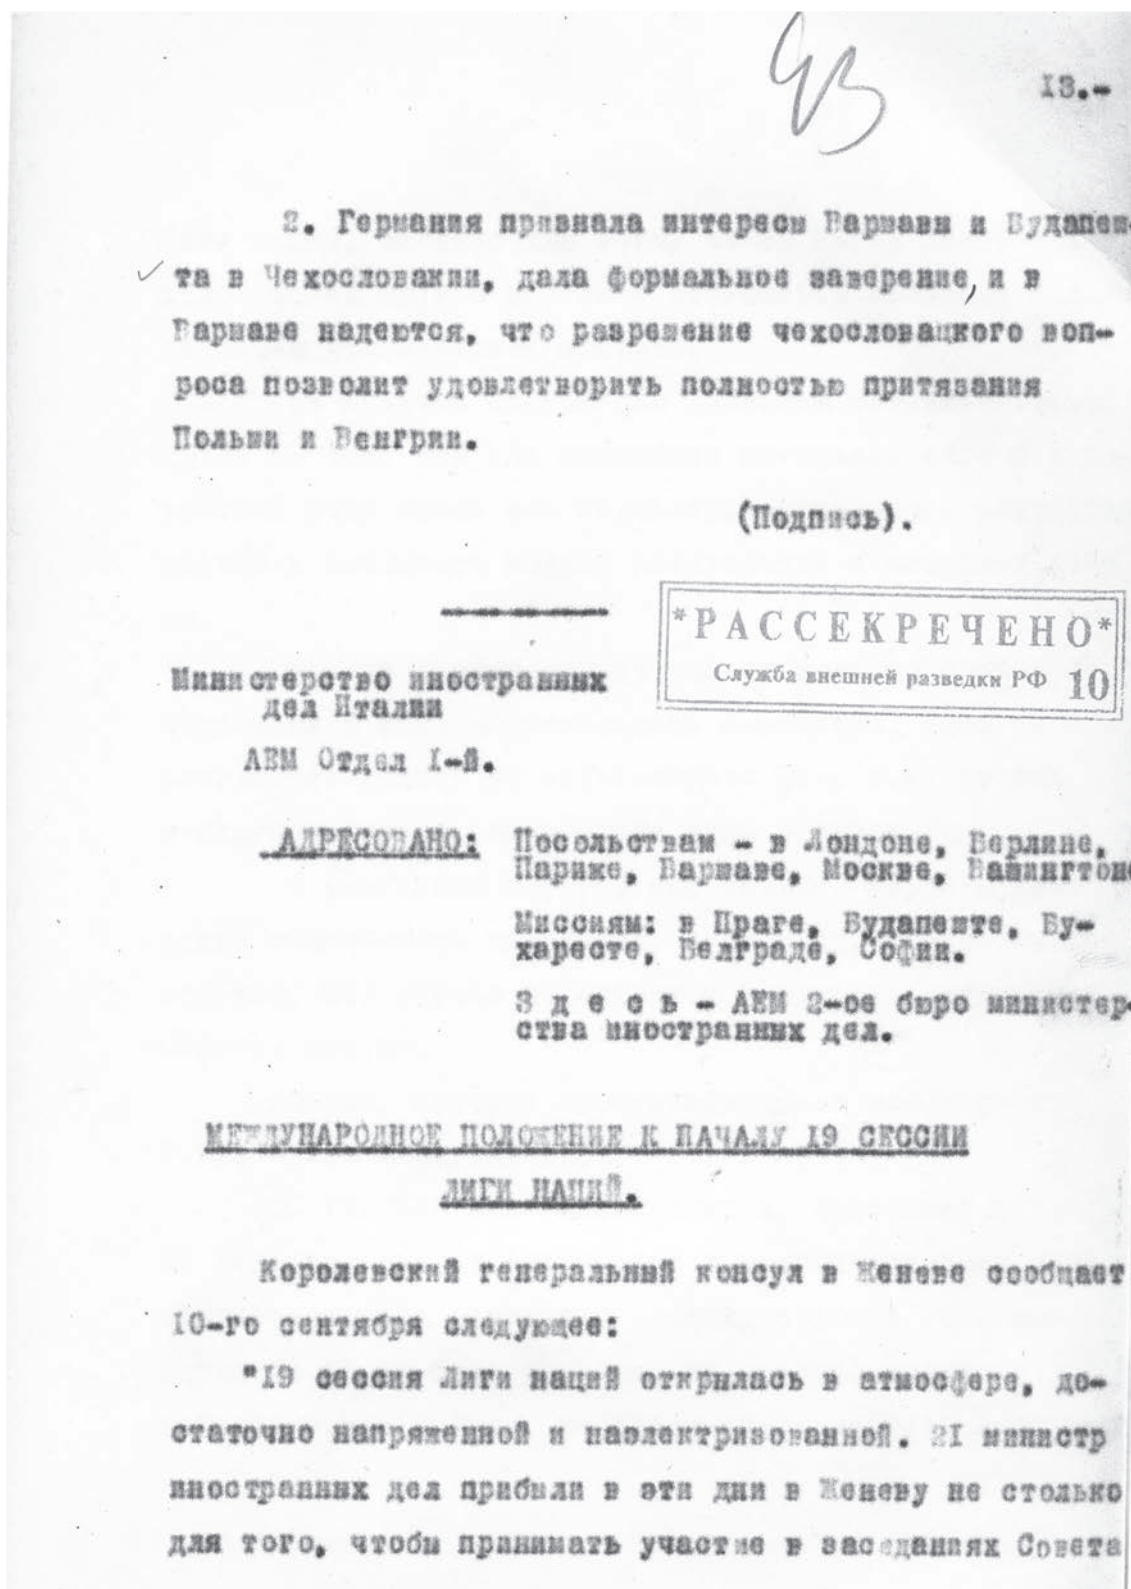 93
13.-
2. Германия признала интересы Варшавы и Будапеш-
та в Чехословакии, дала формальное заверение, и в
Варшаве надеются, что разрешение чехословацкого воп-
роса позволит удовлетворить полностью притязания
Польши и Венгрии.
(Подпись).
*РАССЕКРЕЧЕНО*
Служба внешней разведки РФ 10
Министерство иностранных
дел Италии
АЕМ Отдел I-й.
АДРЕСОВАНО: Посольствам - в Лондоне, Берлине,
Париже, Варшаве, Москве, Вашингтоне
Миссиям: в Праге, Будапеште, Бу-
харесте, Белграде, Софии.
З д е с ь - АЕМ 2-ое бюро министер-
ства иностранных дел.
МЕЖДУНАРОДНОЕ ПОЛОЖЕНИЕ К НАЧАЛУ 19 СЕССИИ
ЛИГИ НАЦИЙ.
Королевский генеральный консул в Женеве сообщает
10-го сентября следующее:
"19 сессия Лиги наций открылась в атмосфере, до-
статочно напряженной и наэлектризованной. 21 министр
иностранных дел прибыли в эти дни в Женеву не столько
для того, чтобы принимать участие в заседаниях Совета